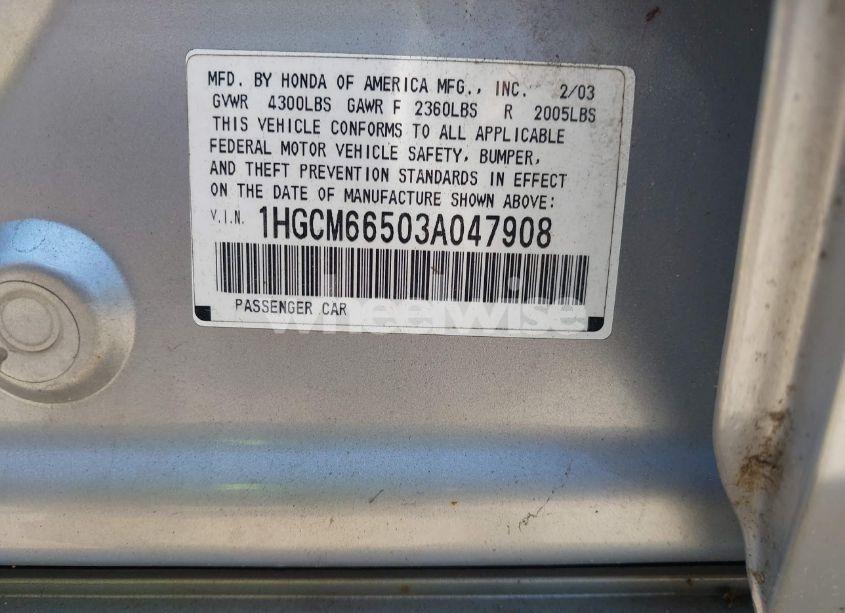 MFD. BY HONDA OF AMERICA MFG., INC. 2/03
GVWR 4300LBS GAWR F 2360LBS R 2005LBS
THIS VEHICLE CONFORMS TO ALL APPLICABLE
FEDERAL MOTOR VEHICLE SAFETY, BUMPER,
AND THEFT PREVENTION STANDARDS IN EFFECT
ON THE DATE OF MANUFACTURE SHOWN ABOVE:
V.I.N. 1HGCM66503A047908
PASSENGER CAR
wheelwise